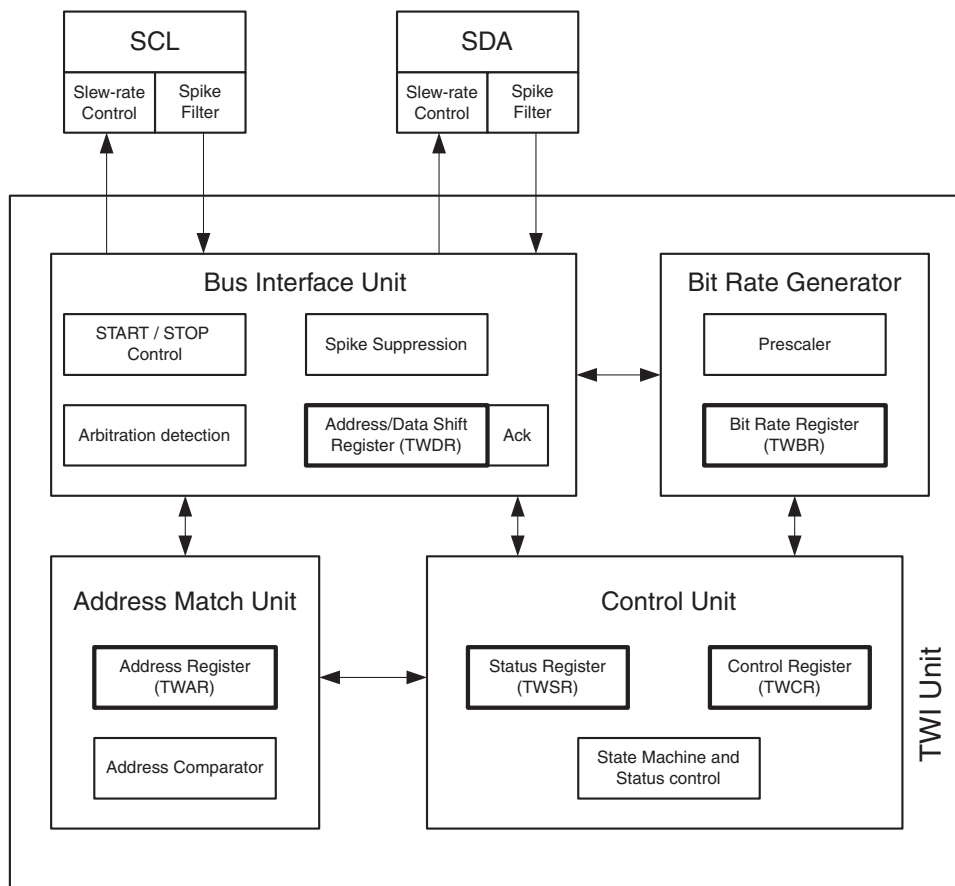 SCL
Slew-rate
Control
Spike
Filter
SDA
Slew-rate
Control
Spike
Filter
Bus Interface Unit
START / STOP
Control
Spike Suppression
Arbitration detection
Address/Data Shift
Register (TWDR)
Ack
Bit Rate Generator
Prescaler
Bit Rate Register
(TWBR)
Address Match Unit
Address Register
(TWAR)
Address Comparator
Control Unit
Status Register
(TWSR)
Control Register
(TWCR)
State Machine and
Status control
TWI Unit